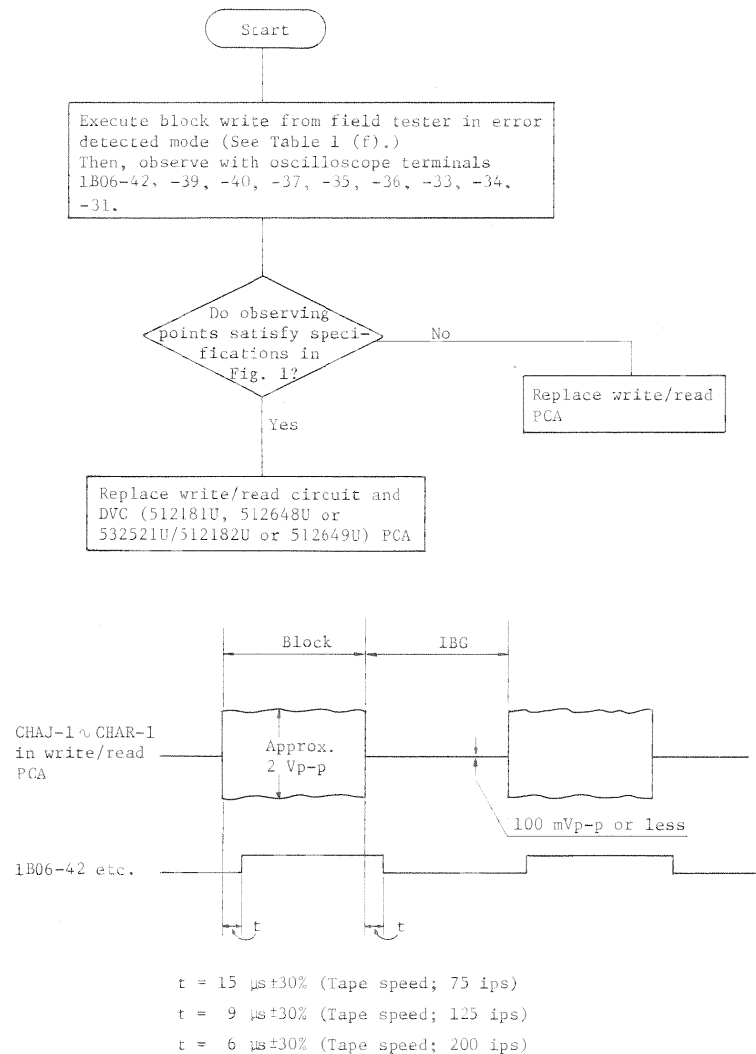 Start
Execute block write from field tester in error
detected mode (See Table 1 (f).)
Then, observe with oscilloscope terminals
1B06-42, -39, -40, -37, -35, -36, -33, -34,
-31.
Do observing
points satisfy speci-
fications in
Fig. 1?
No
Replace write/read
PCA
Yes
Replace write/read circuit and
DVC (512181U, 512648U or
532521U/512182U or 512649U) PCA
Block
IBG
CHAJ-1 ~ CHAR-1
in write/read
PCA
Approx.
2 Vp-p
100 mVp-p or less
1B06-42 etc.
t
t
t = 15 µs±30% (Tape speed; 75 ips)
t = 9 µs±30% (Tape speed; 125 ips)
t = 6 µs±30% (Tape speed; 200 ips)